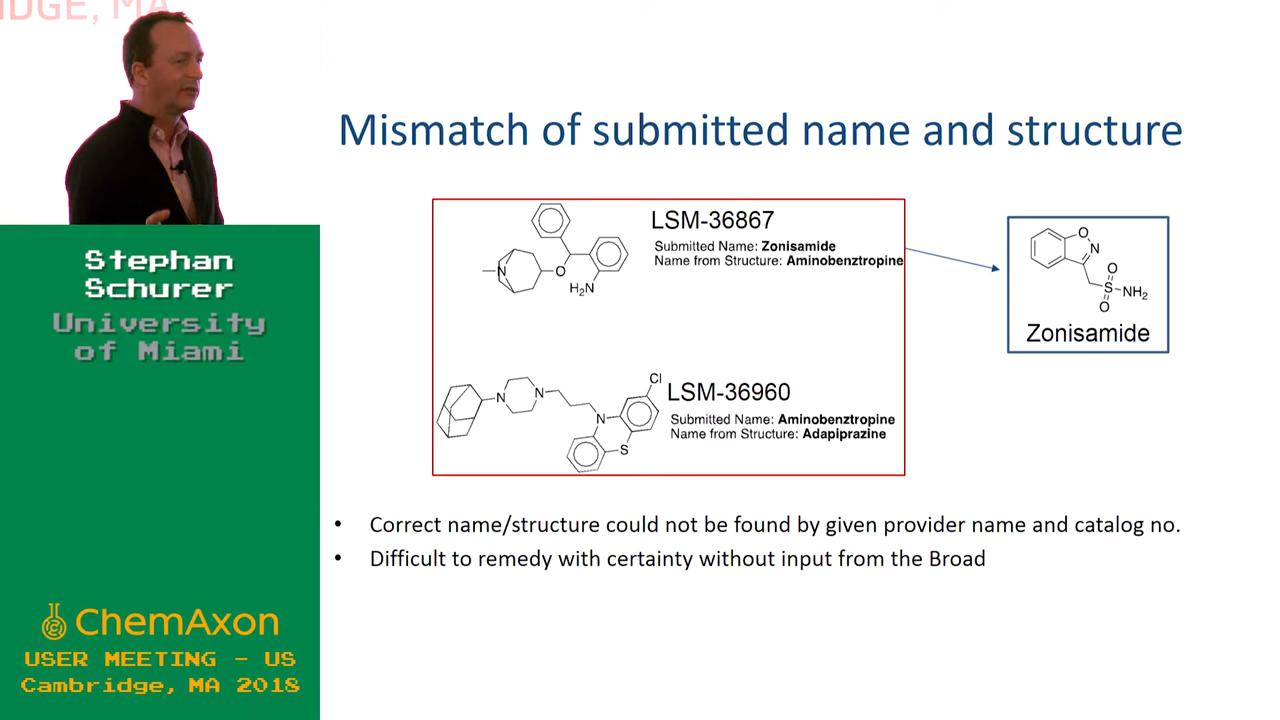 IDGE, MA
Stephan
Schurer
University
of Miami
ChemAxon
USER MEETING - US
Cambridge, MA 2018
Mismatch of submitted name and structure
LSM-36867
Submitted Name: Zonisamide
Name from Structure: Aminobenztropine
N
O
H₂N
O
N
O
S
NH₂
O
Zonisamide
Cl
LSM-36960
N
N
N
S
Submitted Name: Aminobenztropine
Name from Structure: Adapiprazine
• Correct name/structure could not be found by given provider name and catalog no.
• Difficult to remedy with certainty without input from the Broad